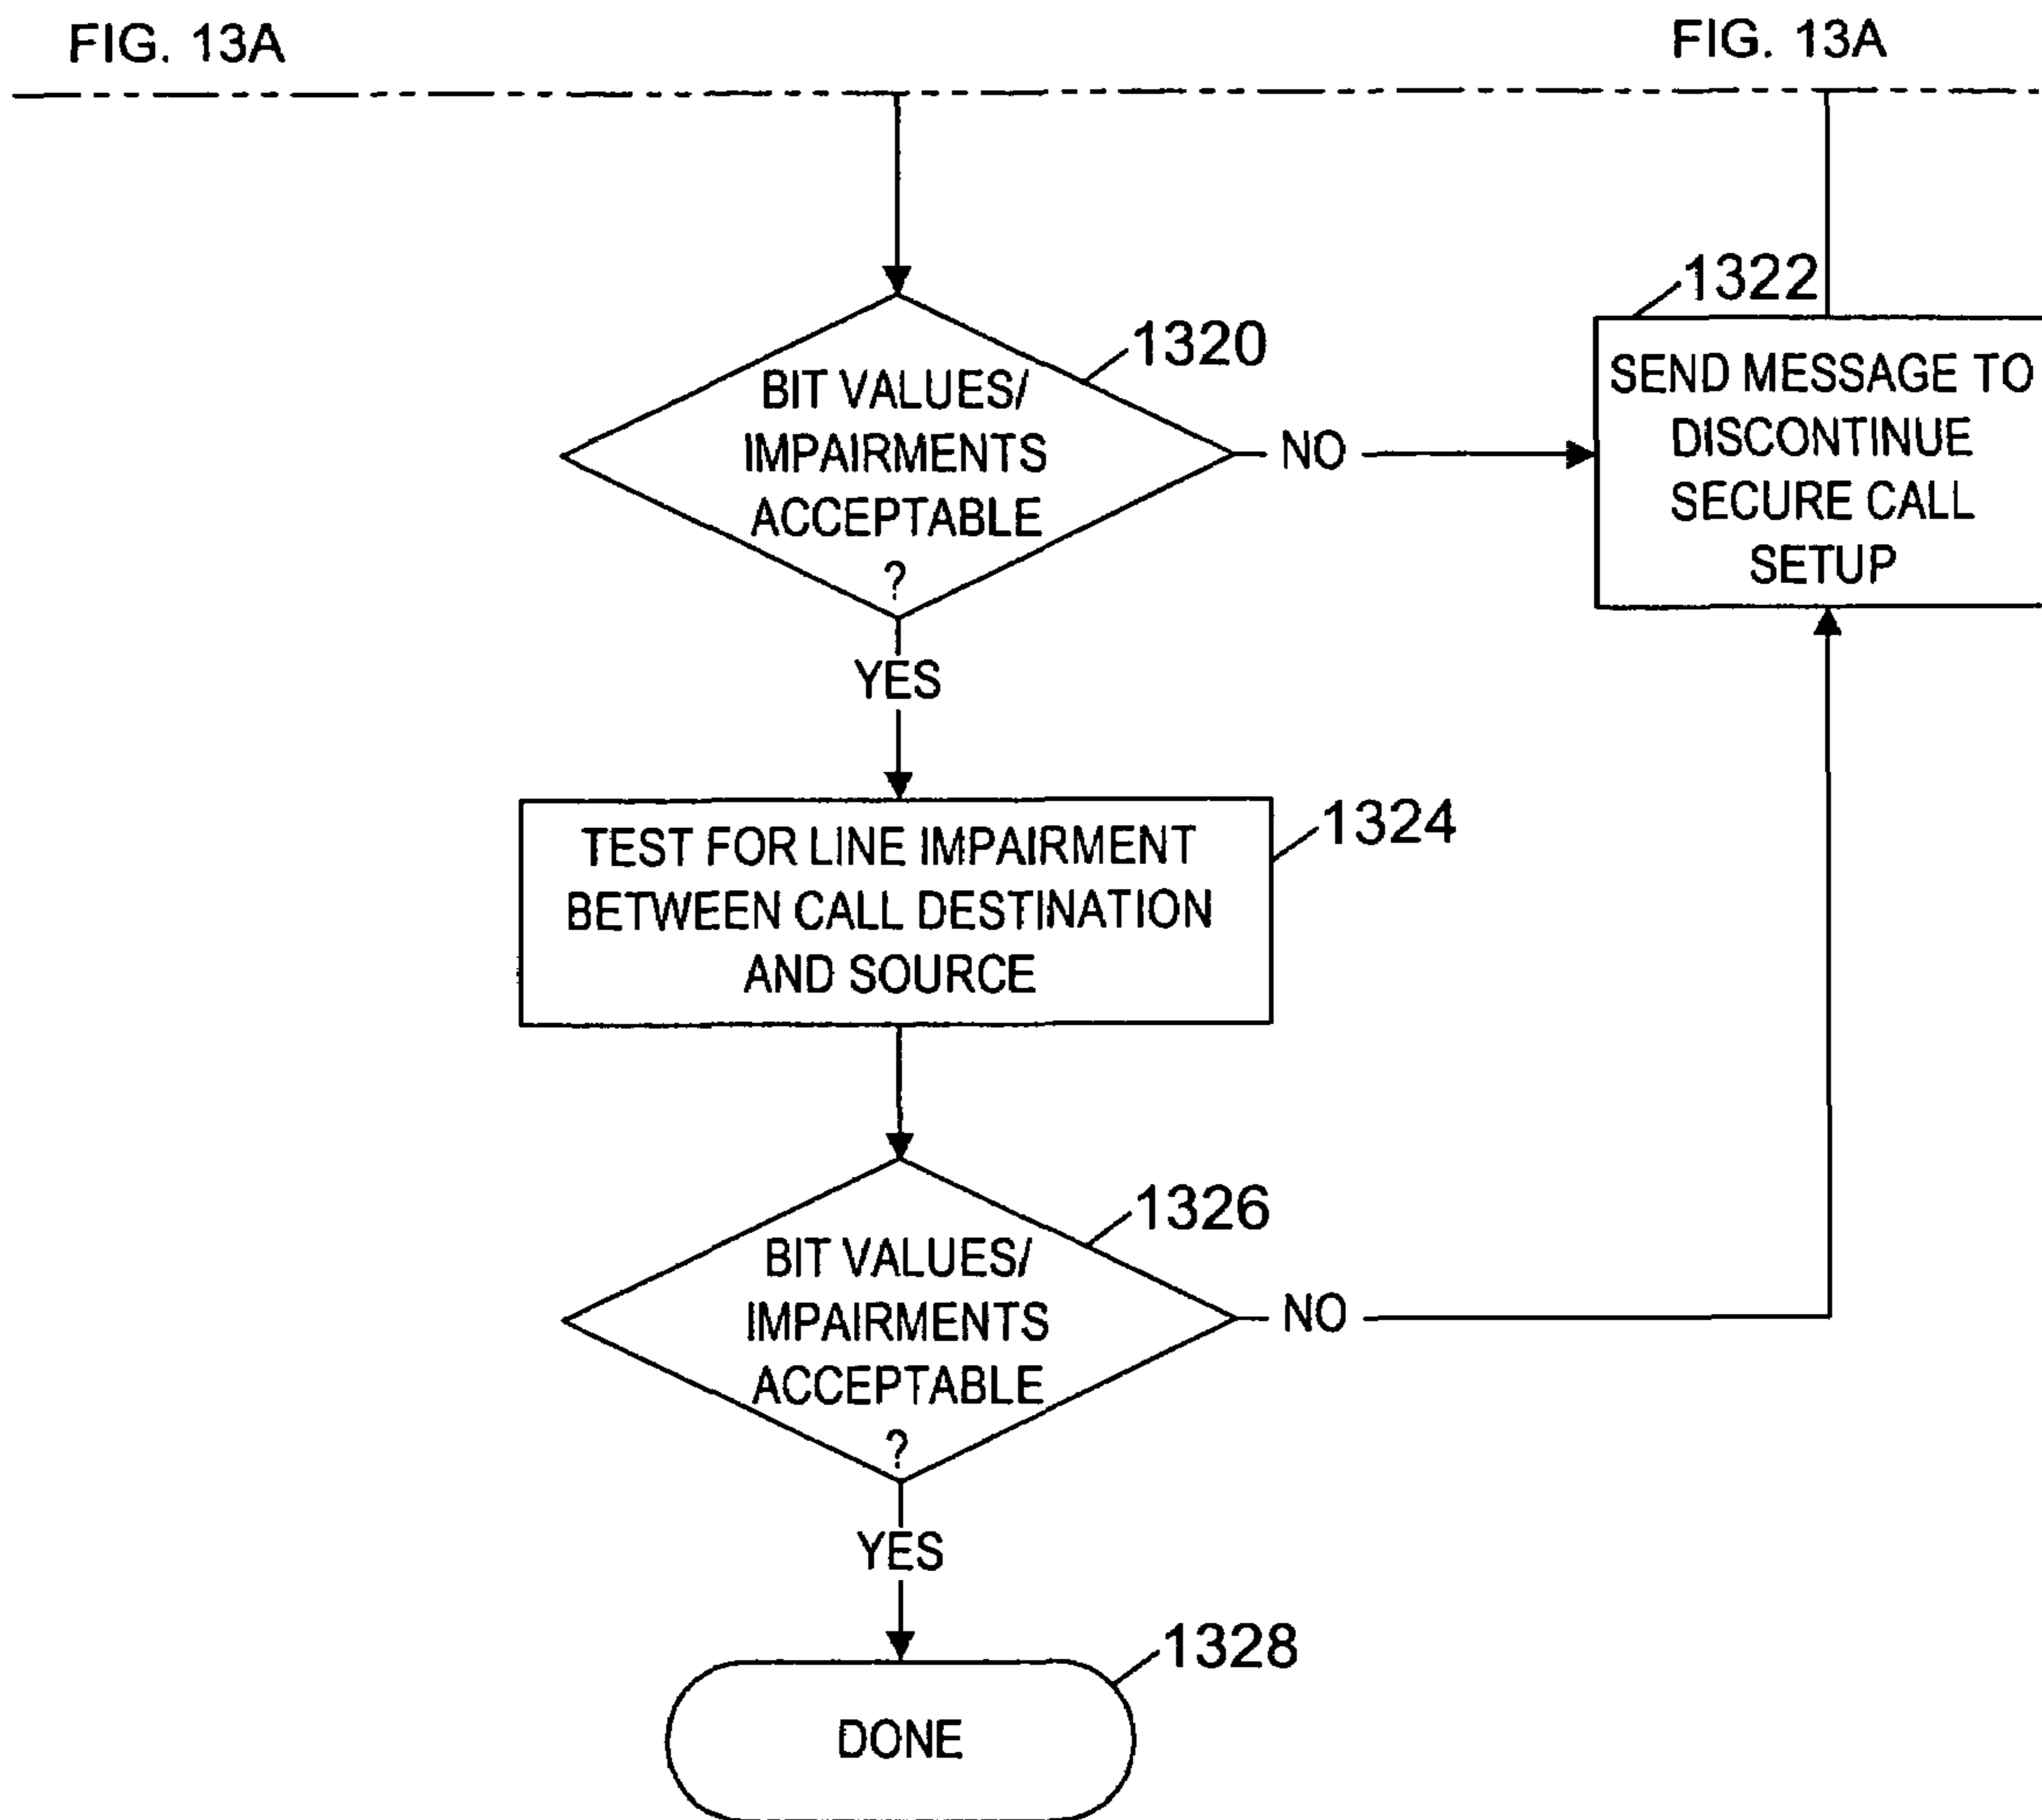 FIG. 13A
FIG. 13A
1320
BIT VALUES/
IMPAIRMENTS
ACCEPTABLE
?
NO
1322
SEND MESSAGE TO
DISCONTINUE
SECURE CALL
SETUP
YES
1324
TEST FOR LINE IMPAIRMENT
BETWEEN CALL DESTINATION
AND SOURCE
1326
BIT VALUES/
IMPAIRMENTS
ACCEPTABLE
?
NO
YES
1328
DONE